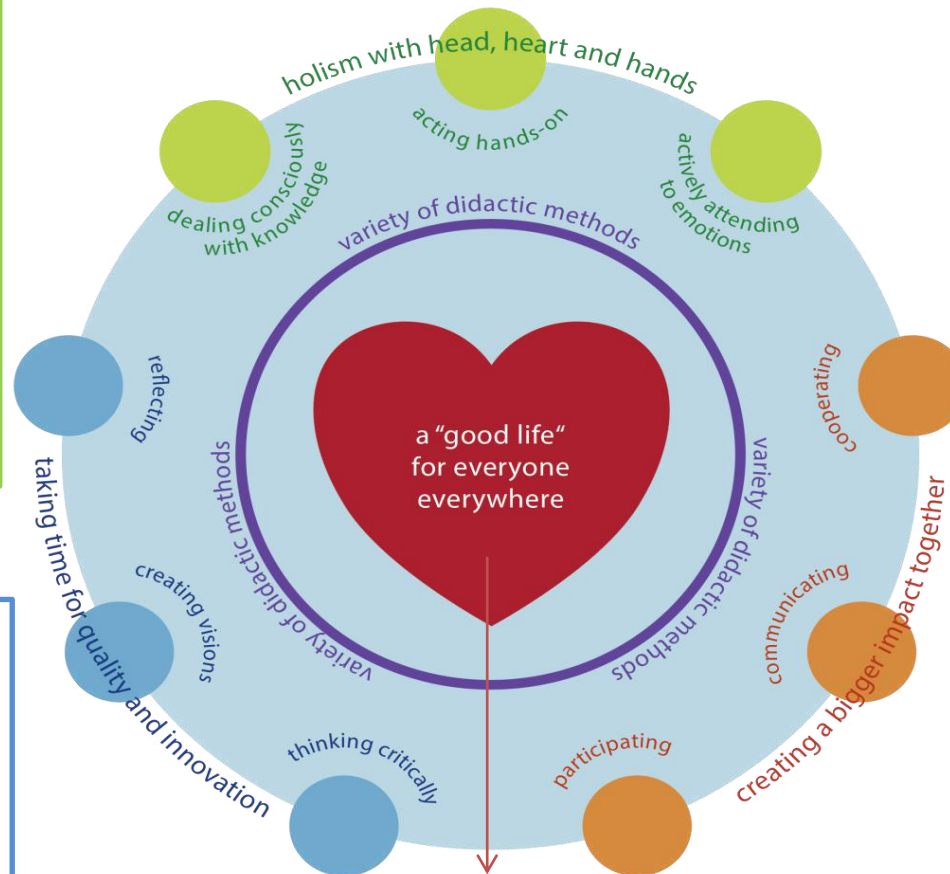 holism with head, heart and hands
acting hands-on
dealing consciously
with knowledge
actively attending
to emotions
variety of didactic methods
reflecting
cooperating
a “good life“
for everyone
everywhere
variety of didactic methods
variety of didactic methods
taking time for quality and innovation
creating visions
communicating
creating a bigger impact together
thinking critically
participating